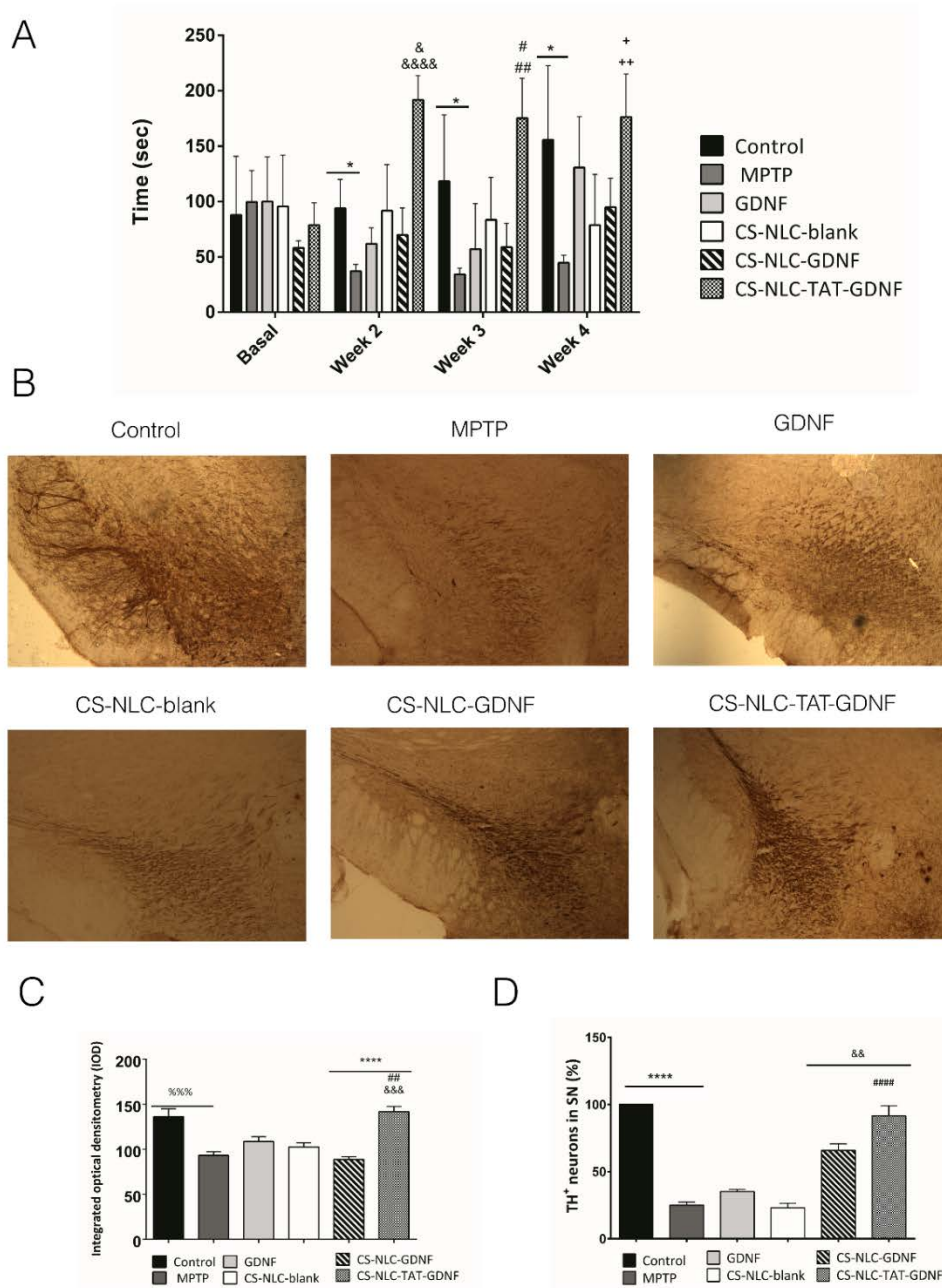 A
Time (sec)
250
200
150
100
50
0
*
&
&&&&
*
#
##
*
+
++
Basal
Week 2
Week 3
Week 4
Control
MPTP
GDNF
CS-NLC-blank
CS-NLC-GDNF
CS-NLC-TAT-GDNF
B
Control
MPTP
GDNF
CS-NLC-blank
CS-NLC-GDNF
CS-NLC-TAT-GDNF
C
Integrated optical densitometry (IOD)
200
150
100
50
0
%%%
****
##
&&&
Control
GDNF
CS-NLC-GDNF
MPTP
CS-NLC-blank
CS-NLC-TAT-GDNF
D
TH⁺ neurons in SN (%)
150
100
50
0
****
&&
####
Control
GDNF
CS-NLC-GDNF
MPTP
CS-NLC-blank
CS-NLC-TAT-GDNF